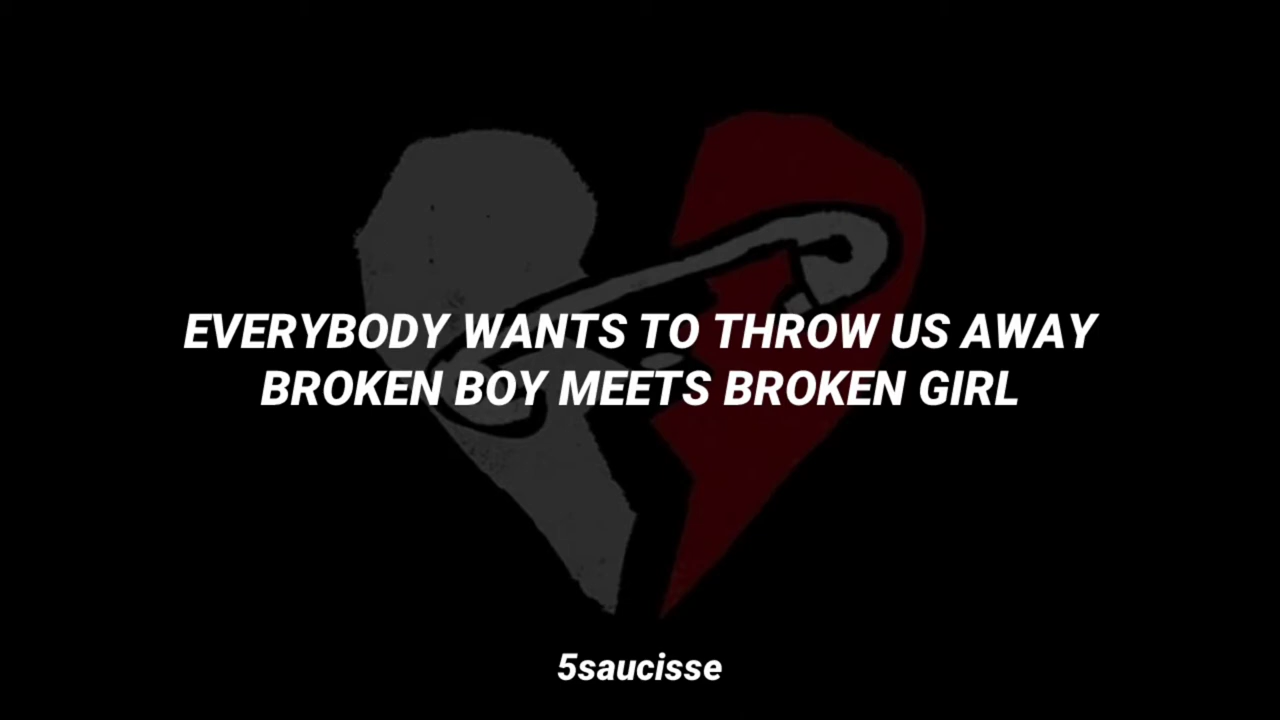 EVERYBODY WANTS TO THROW US AWAY
BROKEN BOY MEETS BROKEN GIRL
5saucisse